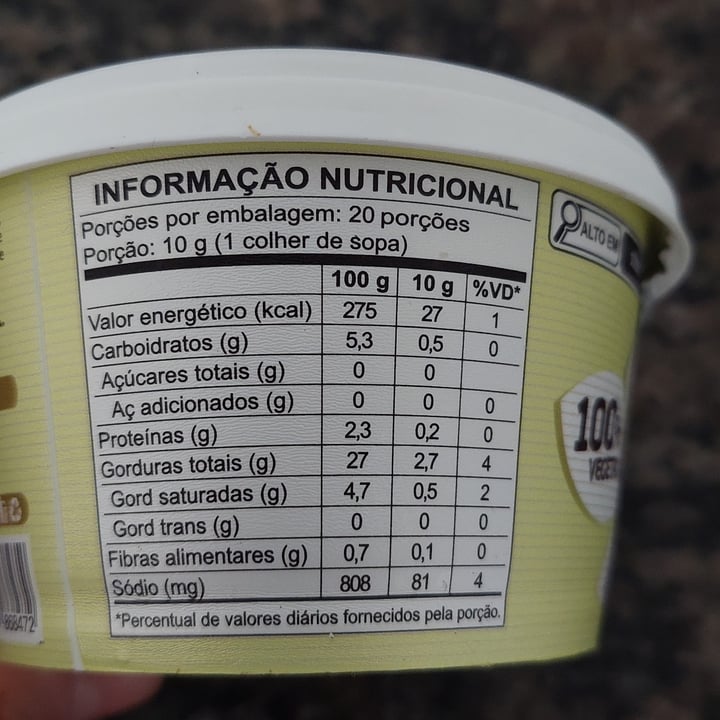 INFORMAÇÃO NUTRICIONAL
Porções por embalagem: 20 porções
Porção: 10 g (1 colher de sopa)
100 g 10 g %VD*
Valor energético (kcal) 275 27 1
Carboidratos (g) 5,3 0,5 0
Açúcares totais (g) 0 0
Aç adicionados (g) 0 0 0
Proteínas (g) 2,3 0,2 0
Gorduras totais (g) 27 2,7 4
Gord saturadas (g) 4,7 0,5 2
Gord trans (g) 0 0 0
Fibras alimentares (g) 0,7 0,1 0
Sódio (mg) 808 81 4
*Percentual de valores diários fornecidos pela porção.
ALTO EM
100%
868472